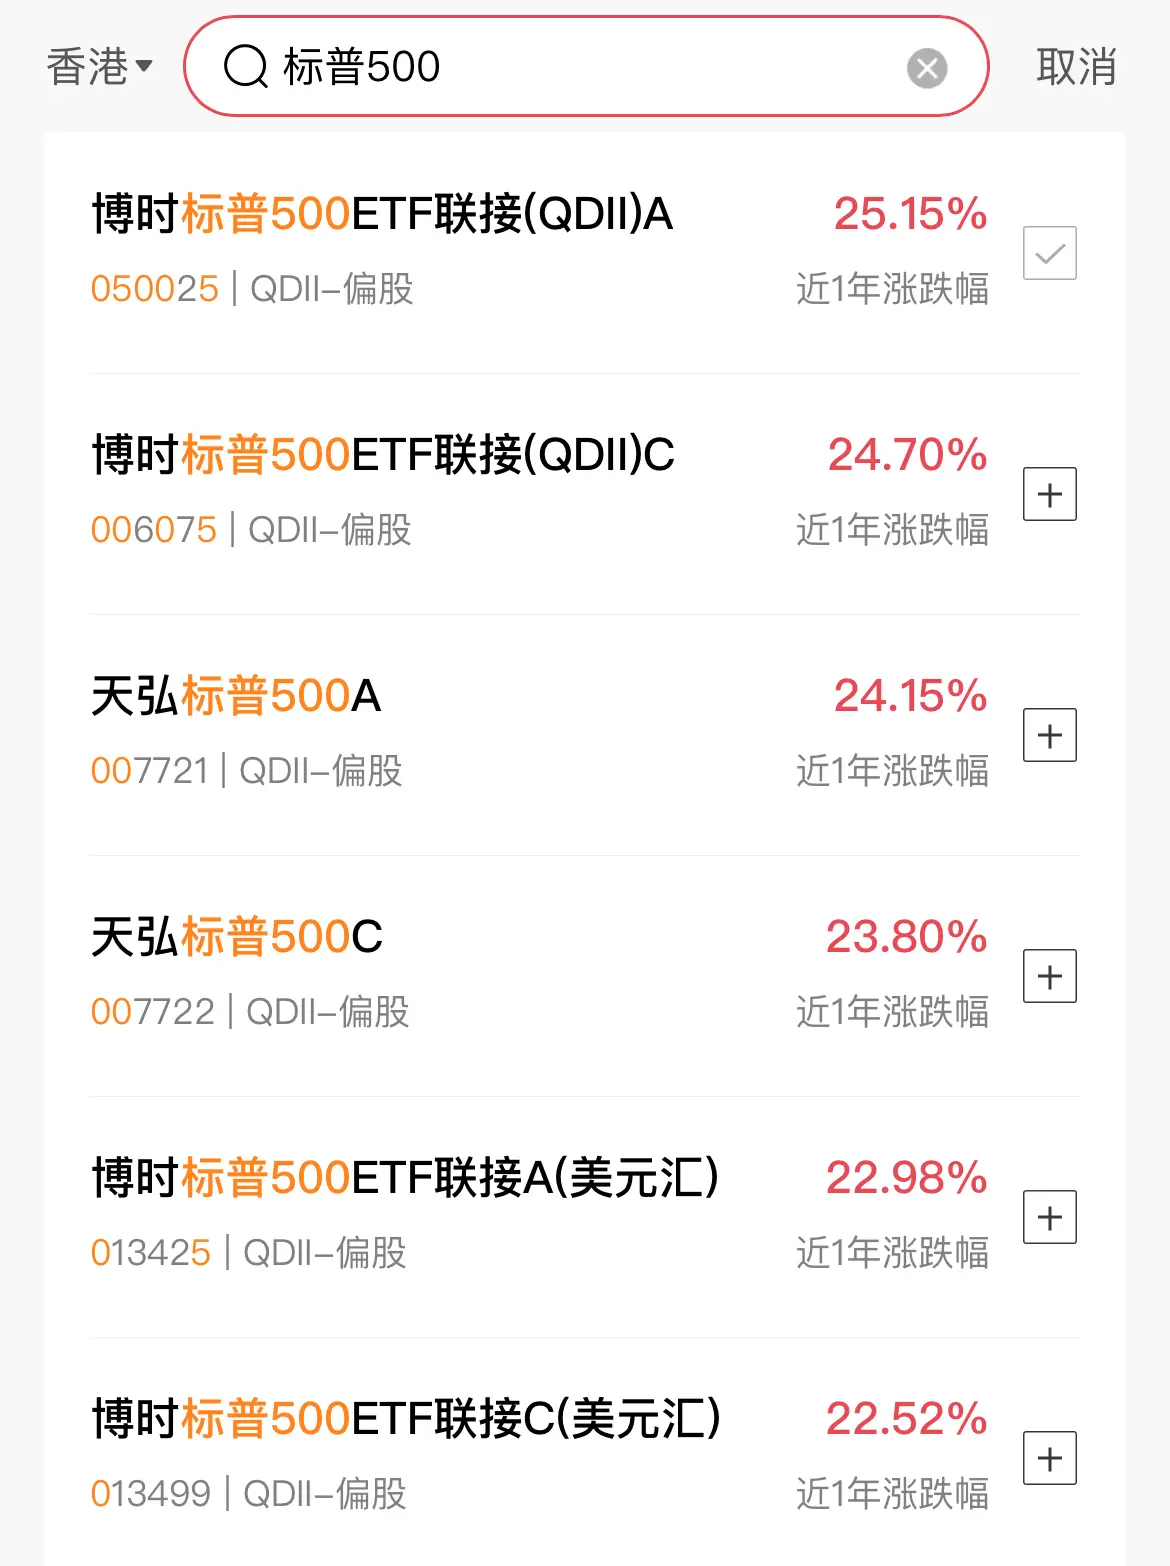 香港 标普500 取消
博时标普500ETF联接(QDII)A 25.15%
050025 | QDII-偏股 近1年涨跌幅
博时标普500ETF联接(QDII)C 24.70%
006075 | QDII-偏股 近1年涨跌幅
天弘标普500A 24.15%
007721 | QDII-偏股 近1年涨跌幅
天弘标普500C 23.80%
007722 | QDII-偏股 近1年涨跌幅
博时标普500ETF联接A(美元汇) 22.98%
013425 | QDII-偏股 近1年涨跌幅
博时标普500ETF联接C(美元汇) 22.52%
013499 | QDII-偏股 近1年涨跌幅